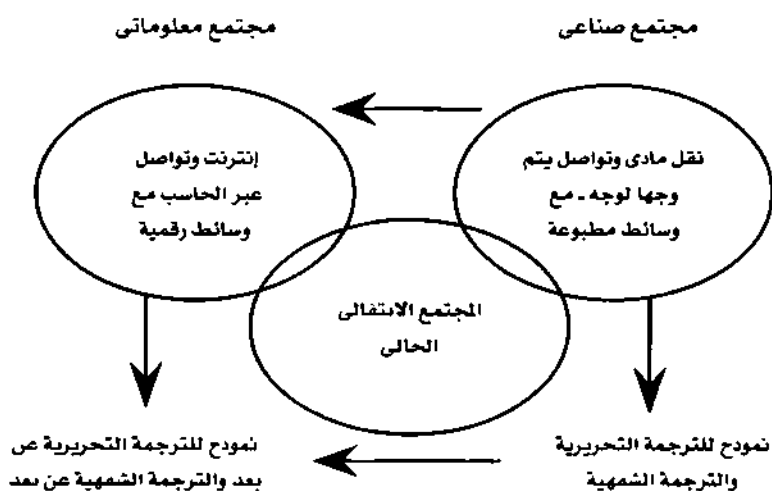 مجتمع صناعى
مجتمع معلوماتى
نقل مادى وتواصل يتم
وجها لوجه - مع
وسائط مطبوعة
إنترنت وتواصل
عبر الحاسب مع
وسائط رقمية
المجتمع الانتقالى
الحالى
نموذج للترجمة التحريرية
والترجمة الشفهية
نموذج للترجمة التحريرية عن
بعد والترجمة الشفهية عن بعد